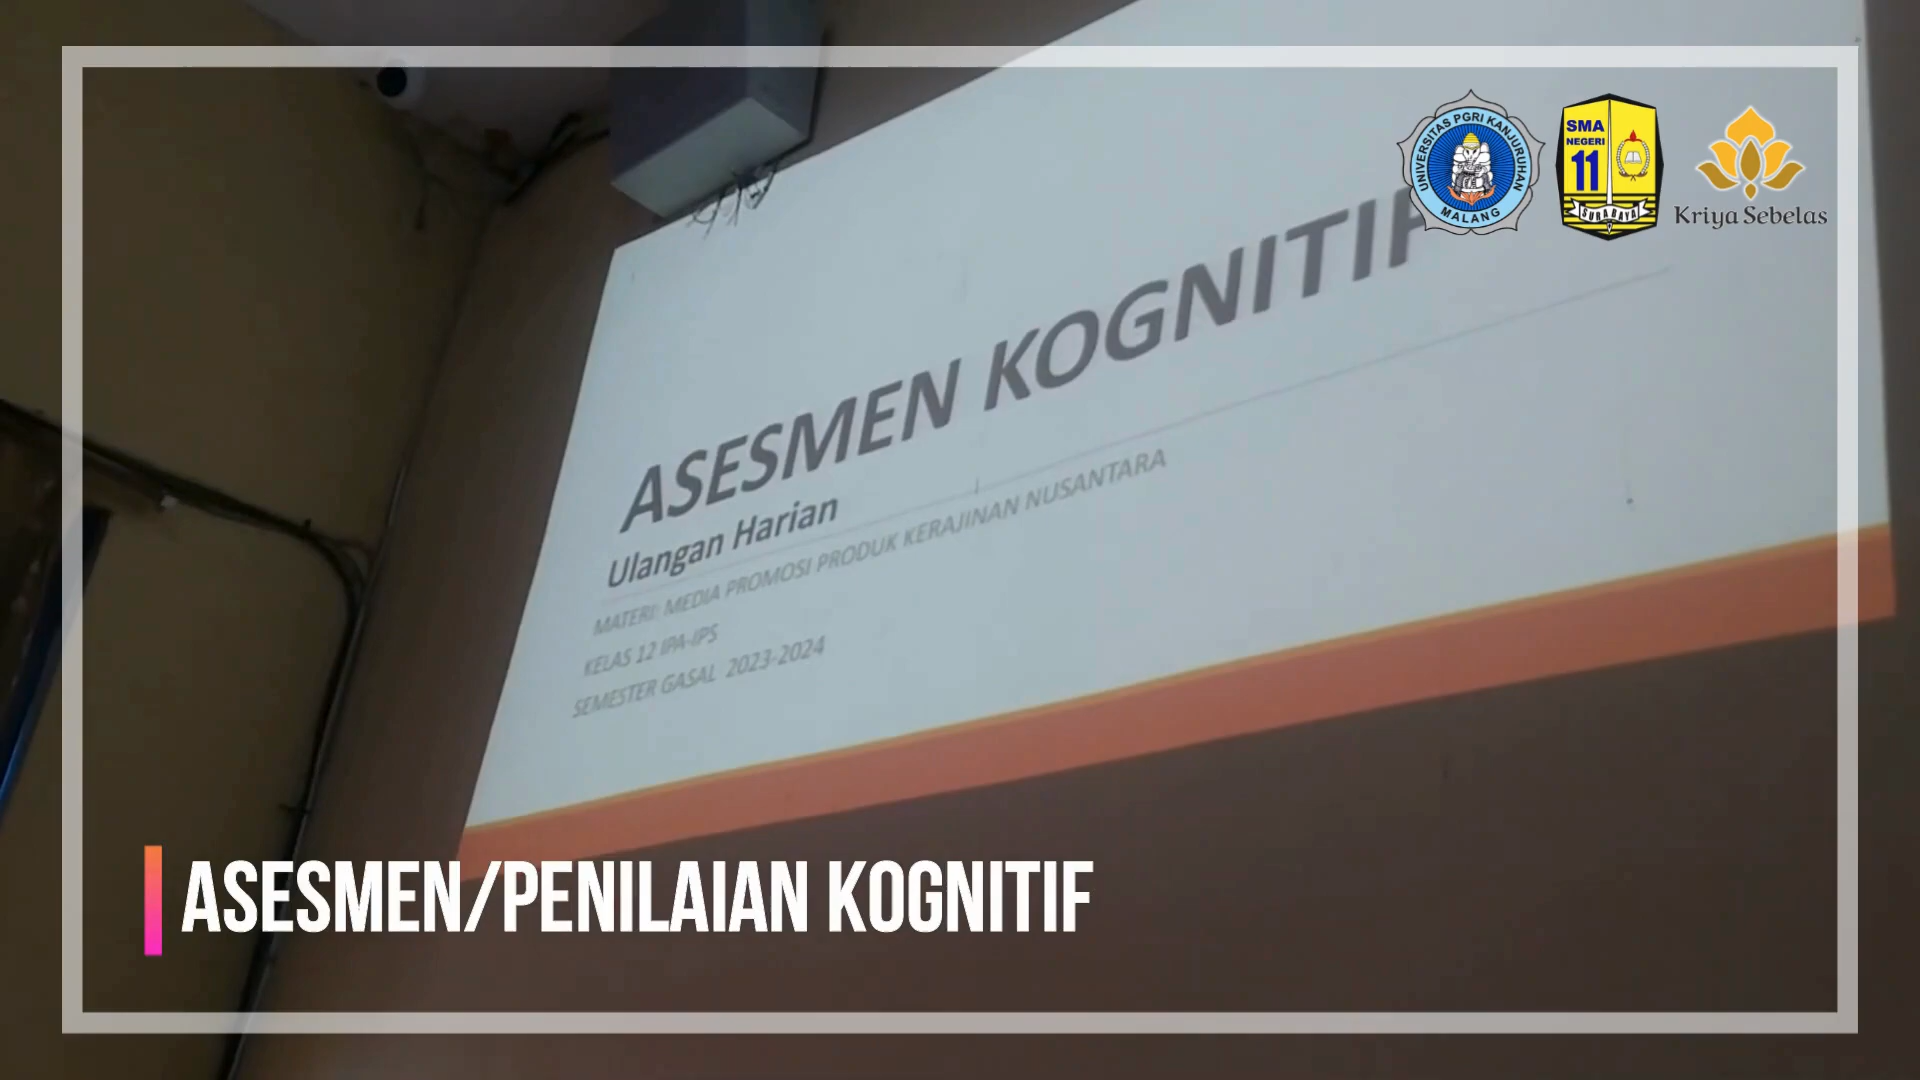 UNIVERSITAS PGRI KANJURUHAN
MALANG
SMA
NEGERI
11
SURABAYA
Kriya Sebelas
ASESMEN KOGNITIF
Ulangan Harian
MATERI: MEDIA PROMOSI PRODUK KERAJINAN NUSANTARA
KELAS 12 IPA-IPS
SEMESTER GASAL 2023-2024
ASESMEN/PENILAIAN KOGNITIF